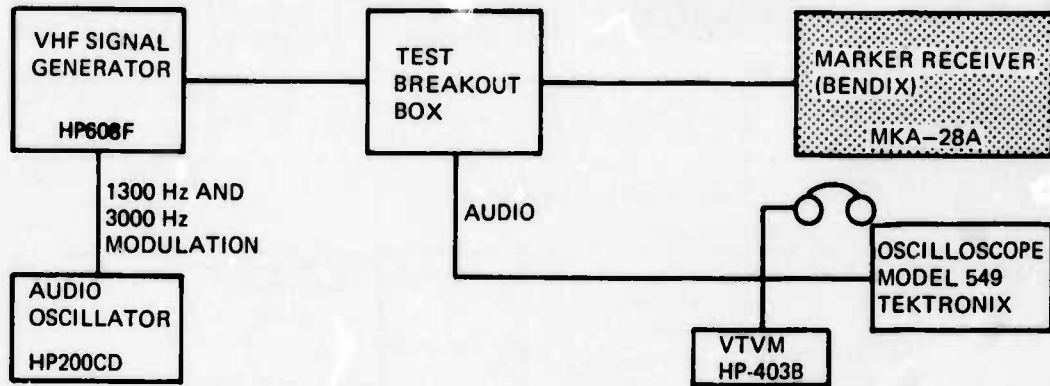 VHF SIGNAL
GENERATOR
HP608F
TEST
BREAKOUT
BOX
MARKER RECEIVER
(BENDIX)
MKA-28A
1300 Hz AND
3000 Hz
MODULATION
AUDIO
AUDIO
OSCILLATOR
HP200CD
OSCILLOSCOPE
MODEL 549
TEKTRONIX
VTVM
HP-403B